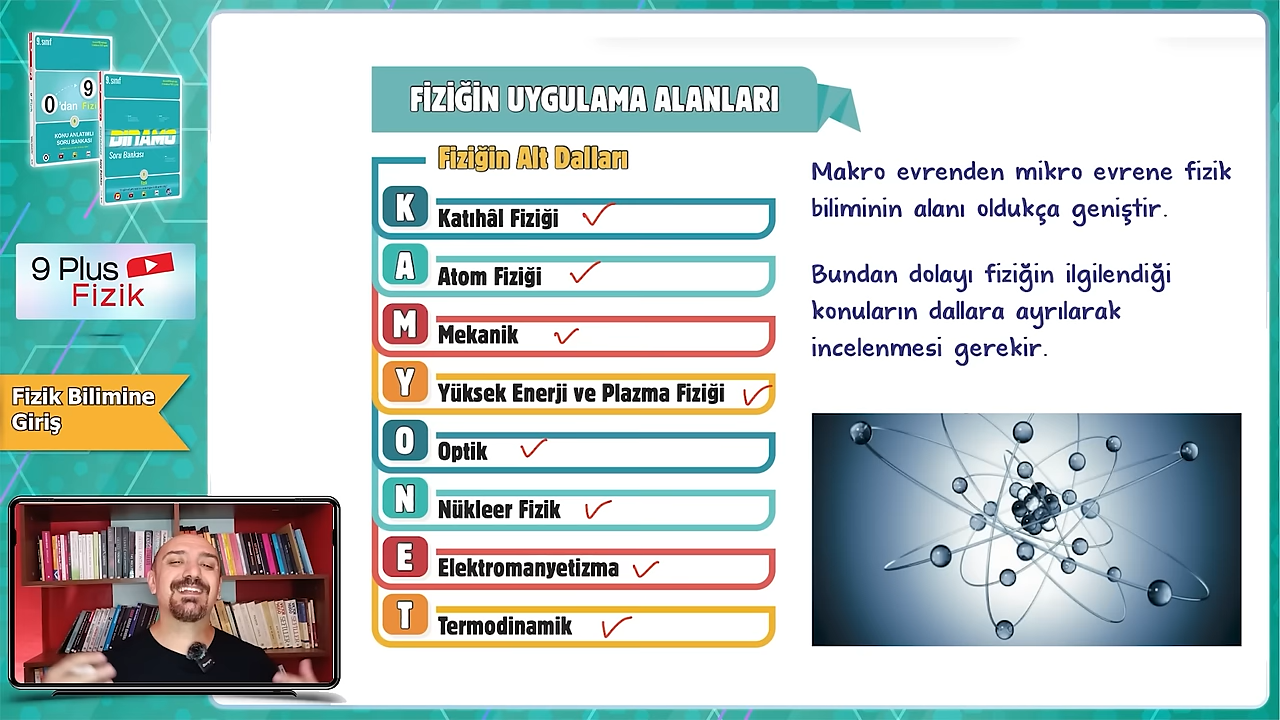 9.sınıf
0'dan 9
Fizik
KONU ANLATIMLI
SORU BANKASI
9.sınıf
DİNAMO
Soru Bankası
9 Plus
Fizik
Fizik Bilimine
Giriş
FİZİĞİN UYGULAMA ALANLARI
Fiziğin Alt Dalları
K Katıhâl Fiziği
A Atom Fiziği
M Mekanik
Y Yüksek Enerji ve Plazma Fiziği
O Optik
N Nükleer Fizik
E Elektromanyetizma
T Termodinamik
Makro evrenden mikro evrene fizik
biliminin alanı oldukça geniştir.
Bundan dolayı fiziğin ilgilendiği
konuların dallara ayrılarak
incelenmesi gerekir.